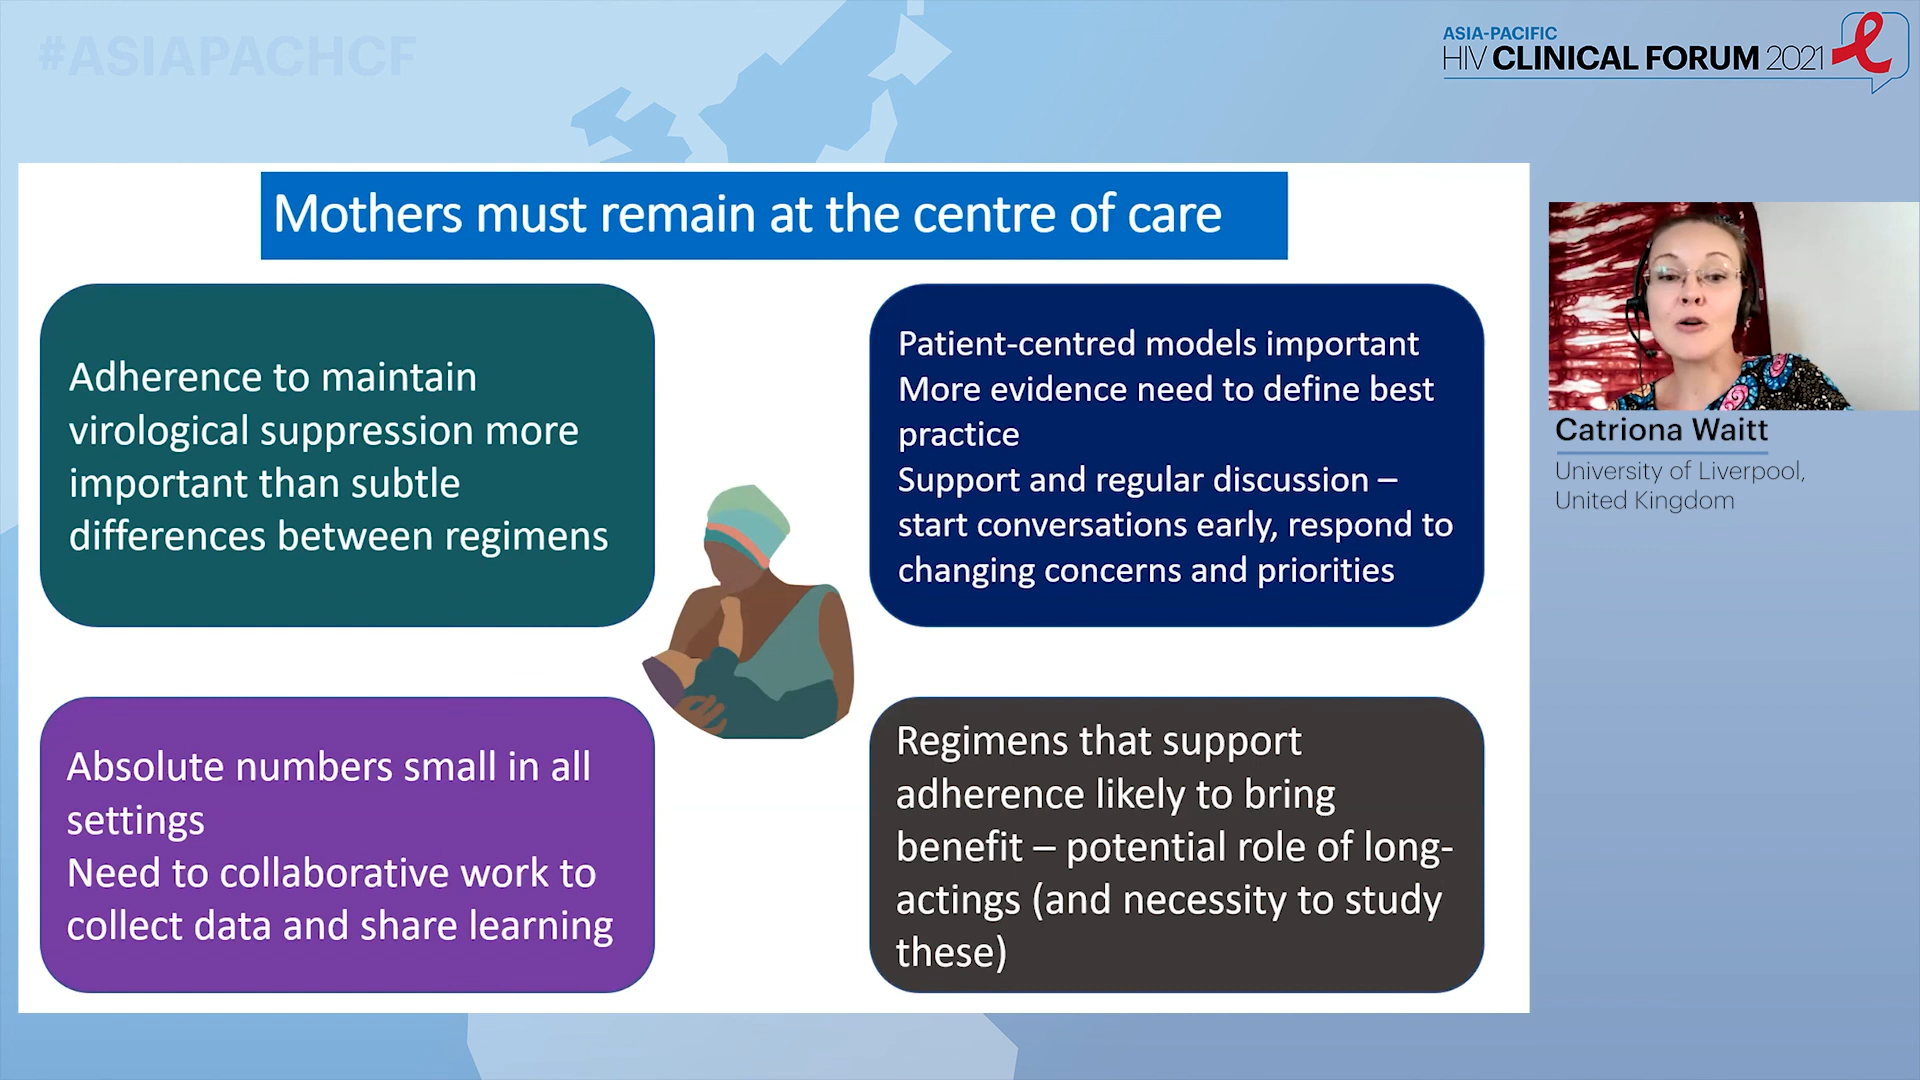 #ASIAPACHCF
ASIA-PACIFIC
HIV CLINICAL FORUM 2021
Mothers must remain at the centre of care
Adherence to maintain
virological suppression more
important than subtle
differences between regimens
Patient-centred models important
More evidence need to define best
practice
Support and regular discussion –
start conversations early, respond to
changing concerns and priorities
Absolute numbers small in all
settings
Need to collaborative work to
collect data and share learning
Regimens that support
adherence likely to bring
benefit – potential role of long-
actings (and necessity to study
these)
Catriona Waitt
University of Liverpool,
United Kingdom